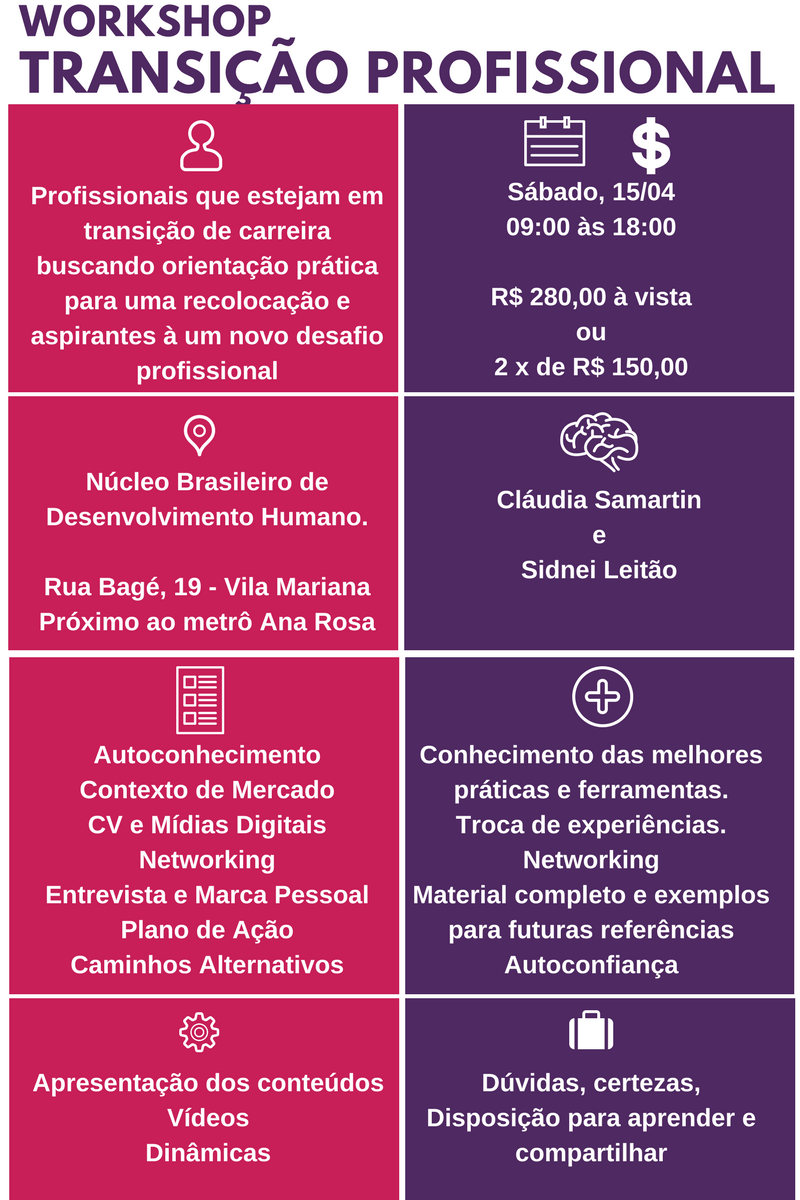 WORKSHOP
TRANSIÇÃO PROFISSIONAL
Profissionais que estejam em
transição de carreira
buscando orientação prática
para uma recolocação e
aspirantes à um novo desafio
profissional
$
Sábado, 15/04
09:00 às 18:00
R$ 280,00 à vista
ou
2 x de R$ 150,00
Núcleo Brasileiro de
Desenvolvimento Humano.
Rua Bagé, 19 - Vila Mariana
Próximo ao metrô Ana Rosa
Cláudia Samartin
e
Sidnei Leitão
Autoconhecimento
Contexto de Mercado
CV e Mídias Digitais
Networking
Entrevista e Marca Pessoal
Plano de Ação
Caminhos Alternativos
Conhecimento das melhores
práticas e ferramentas.
Troca de experiências.
Networking
Material completo e exemplos
para futuras referências
Autoconfiança
Apresentação dos conteúdos
Vídeos
Dinâmicas
Dúvidas, certezas,
Disposição para aprender e
compartilhar